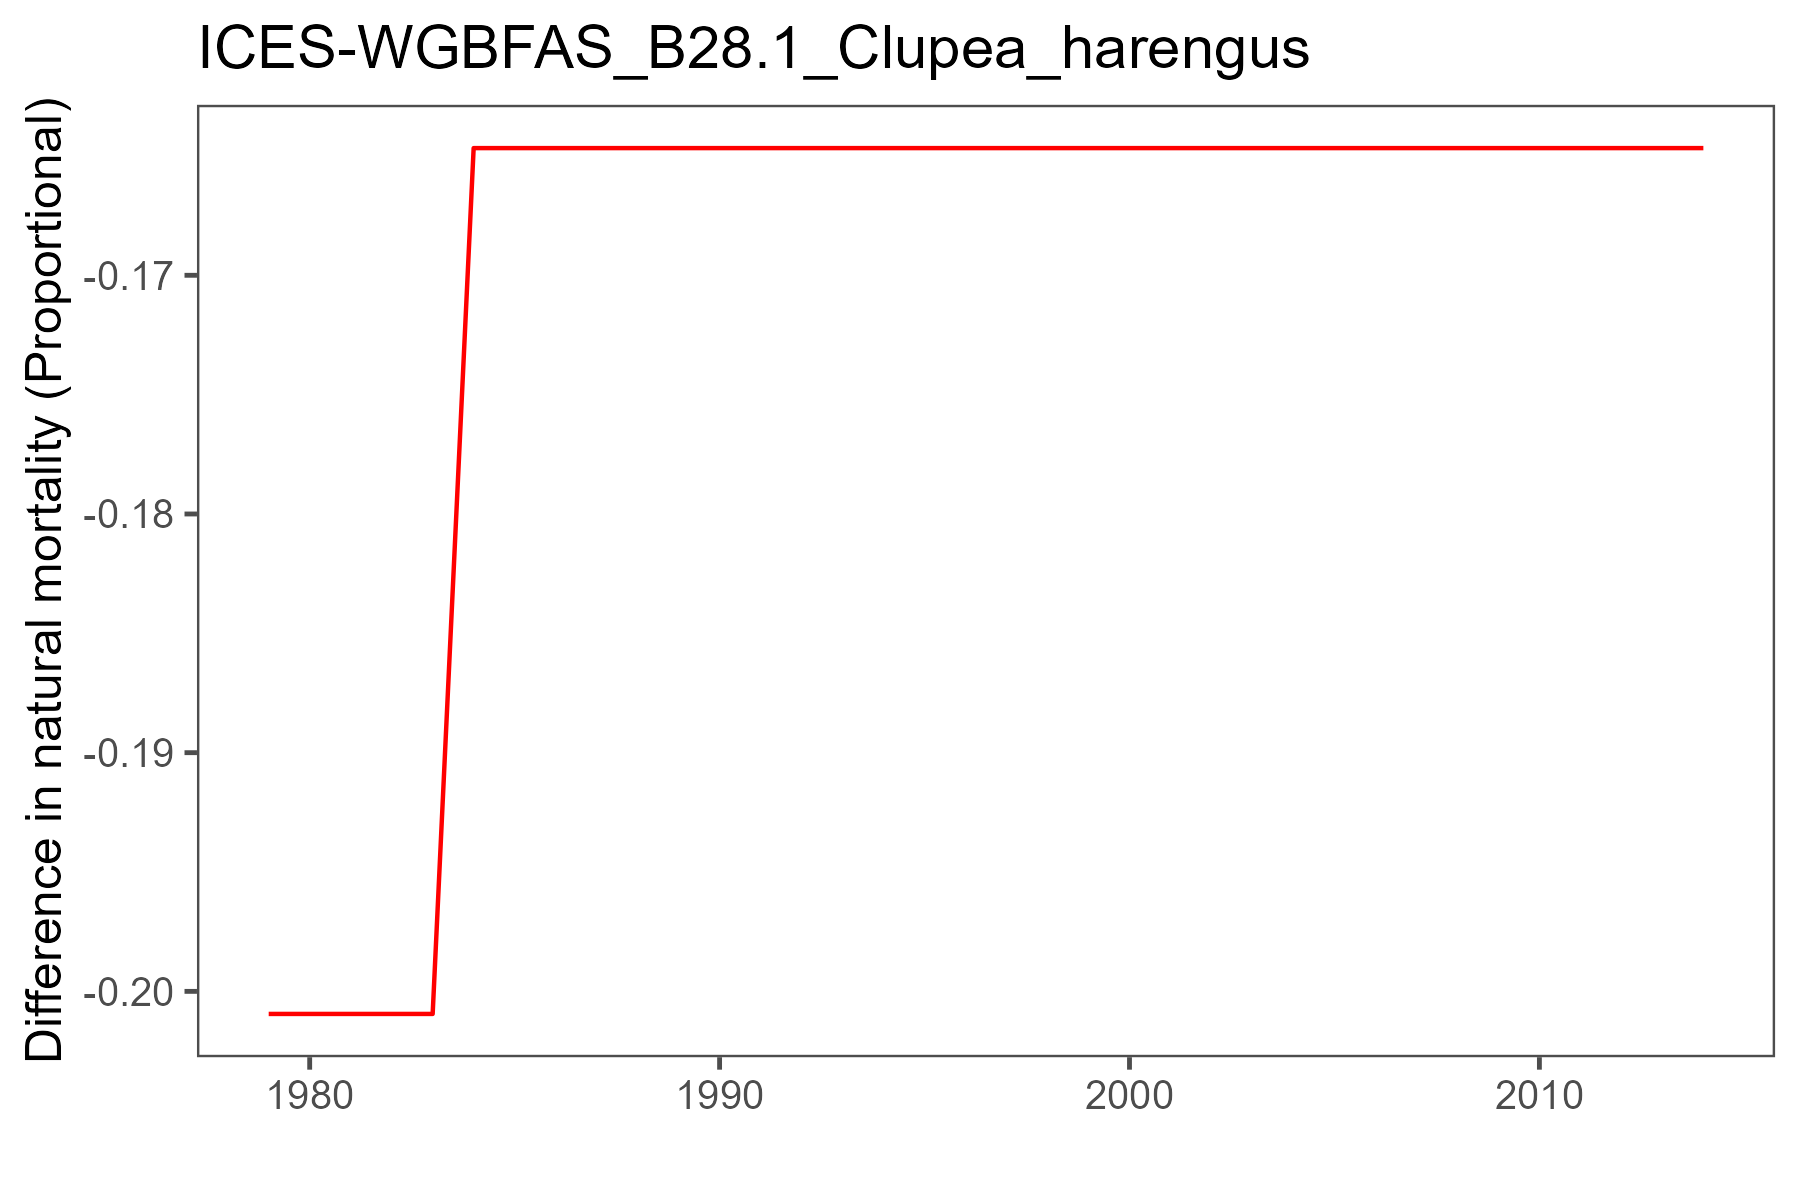 ICES-WGBFAS_B28.1_Clupea_harengus
Difference in natural mortality (Proportional)
-0.17
-0.18
-0.19
-0.20
1980 1990 2000 2010